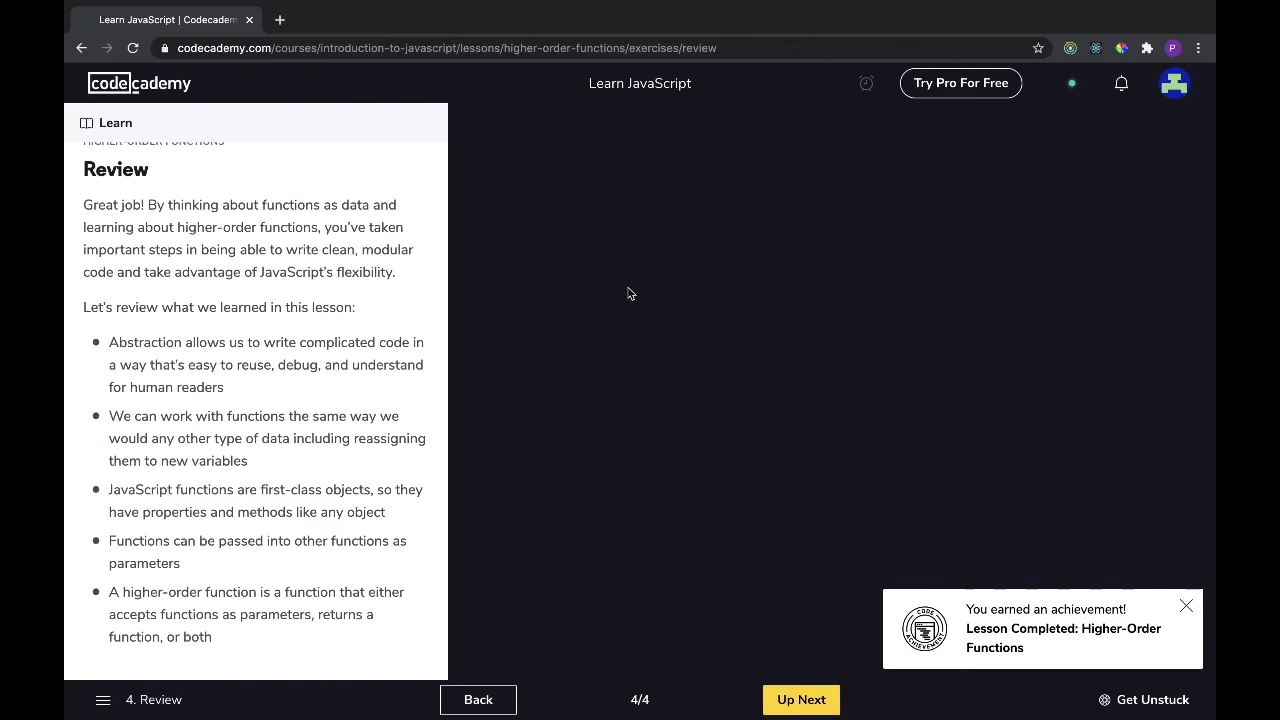 Learn JavaScript | Codecadem
codecademy.com/courses/introduction-to-javascript/lessons/higher-order-functions/exercises/review
P
codecademy
Learn JavaScript
Try Pro For Free
Learn
HIGHER-ORDER FUNCTIONS
Review
Great job! By thinking about functions as data and
learning about higher-order functions, you've taken
important steps in being able to write clean, modular
code and take advantage of JavaScript's flexibility.
Let's review what we learned in this lesson:
Abstraction allows us to write complicated code in
a way that's easy to reuse, debug, and understand
for human readers
We can work with functions the same way we
would any other type of data including reassigning
them to new variables
JavaScript functions are first-class objects, so they
have properties and methods like any object
Functions can be passed into other functions as
parameters
A higher-order function is a function that either
accepts functions as parameters, returns a
function, or both
CODE
ACHIEVEMENT
You earned an achievement!
Lesson Completed: Higher-Order
Functions
4. Review
Back
4/4
Up Next
Get Unstuck